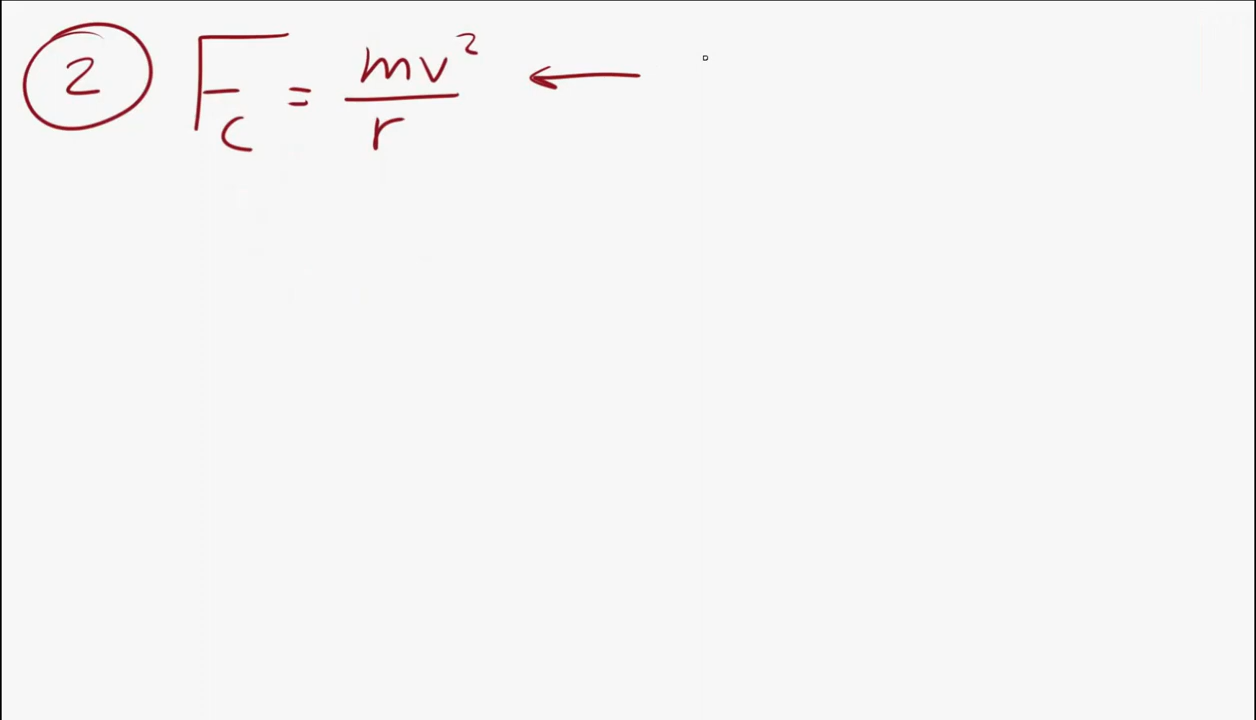 ② F_c = mv²/r ←